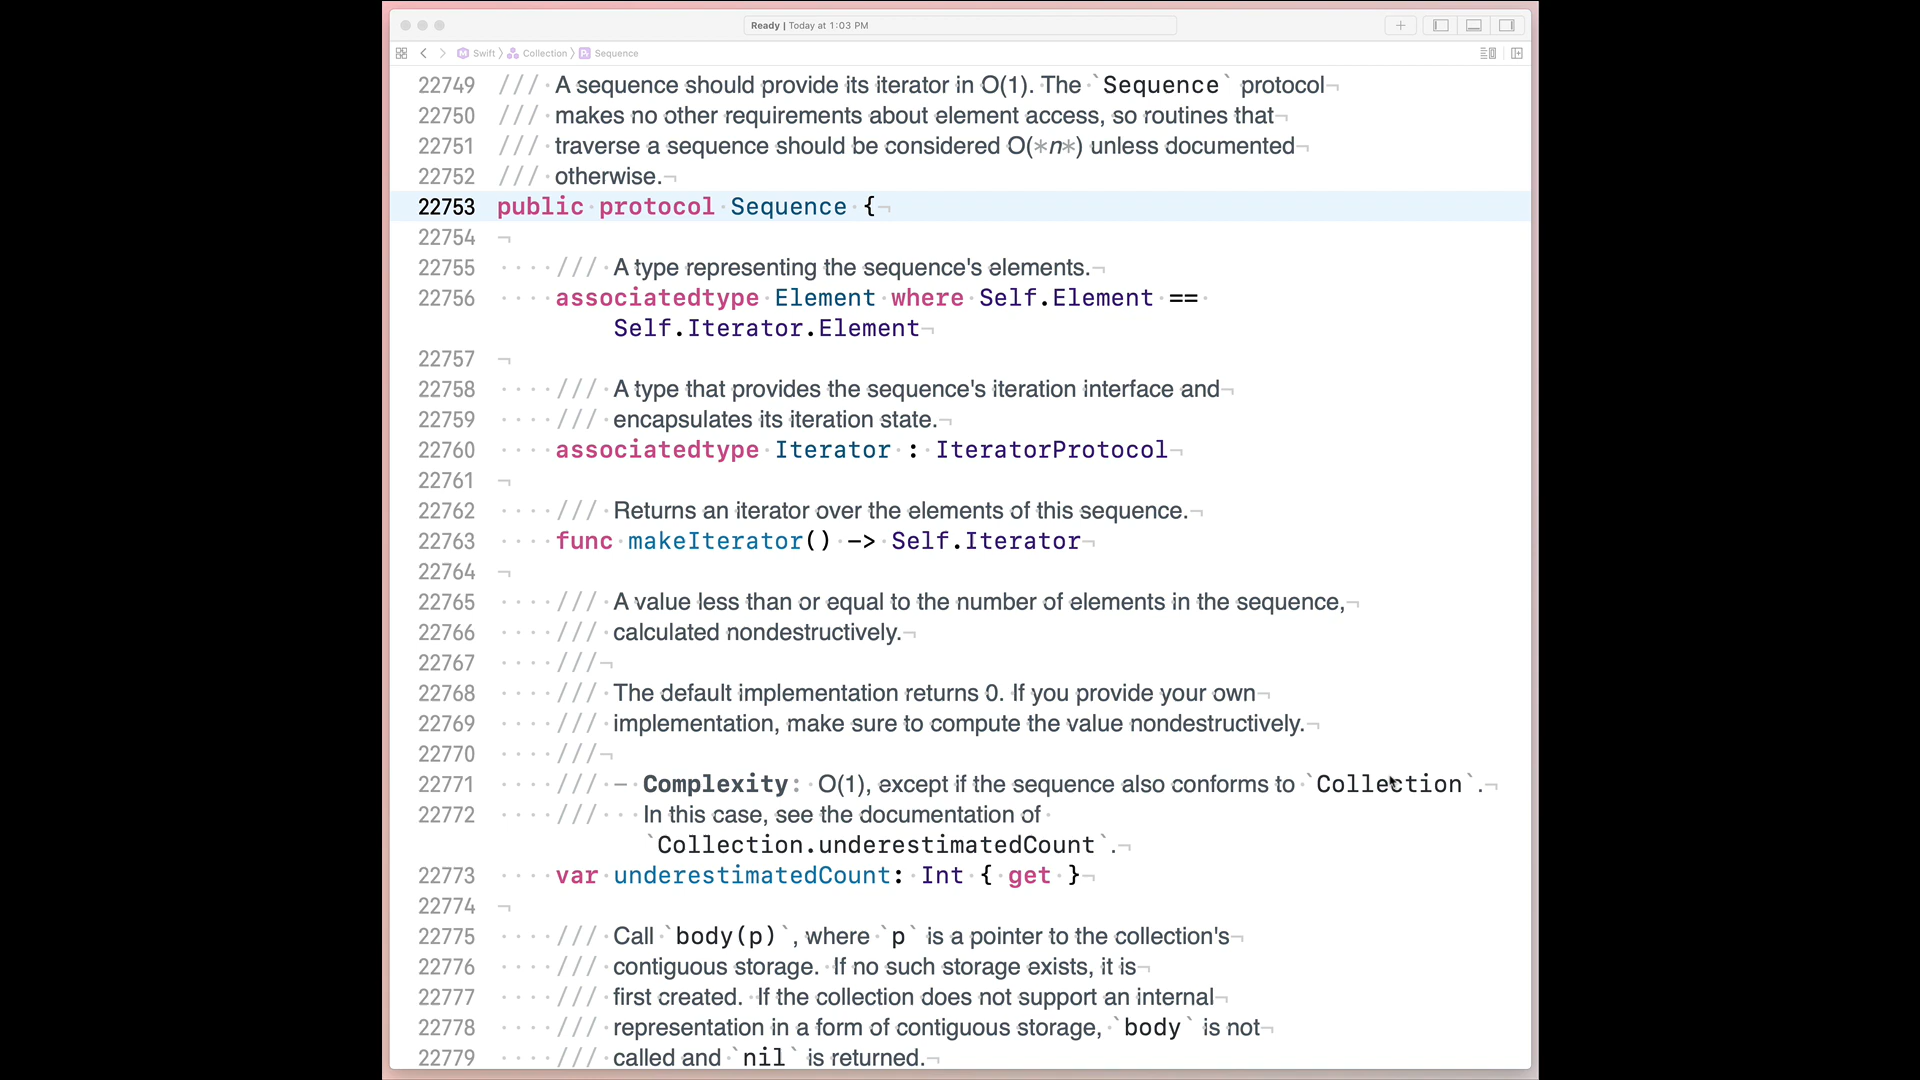 Ready | Today at 1:03 PM
Swift Collection Sequence
22749 /// A sequence should provide its iterator in O(1). The `Sequence` protocol
22750 /// makes no other requirements about element access, so routines that
22751 /// traverse a sequence should be considered O(*n*) unless documented
22752 /// otherwise.
22753 public protocol Sequence {
22754
22755 /// A type representing the sequence's elements.
22756 associatedtype Element where Self.Element ==
Self.Iterator.Element
22757
22758 /// A type that provides the sequence's iteration interface and
22759 /// encapsulates its iteration state.
22760 associatedtype Iterator : IteratorProtocol
22761
22762 /// Returns an iterator over the elements of this sequence.
22763 func makeIterator() -> Self.Iterator
22764
22765 /// A value less than or equal to the number of elements in the sequence,
22766 /// calculated nondestructively.
22767 ///
22768 /// The default implementation returns 0. If you provide your own
22769 /// implementation, make sure to compute the value nondestructively.
22770 ///
22771 /// – Complexity: O(1), except if the sequence also conforms to `Collection`.
22772 /// In this case, see the documentation of
`Collection.underestimatedCount`.
22773 var underestimatedCount: Int { get }
22774
22775 /// Call `body(p)`, where `p` is a pointer to the collection's
22776 /// contiguous storage. If no such storage exists, it is
22777 /// first created. If the collection does not support an internal
22778 /// representation in a form of contiguous storage, `body` is not
22779 /// called and `nil` is returned.